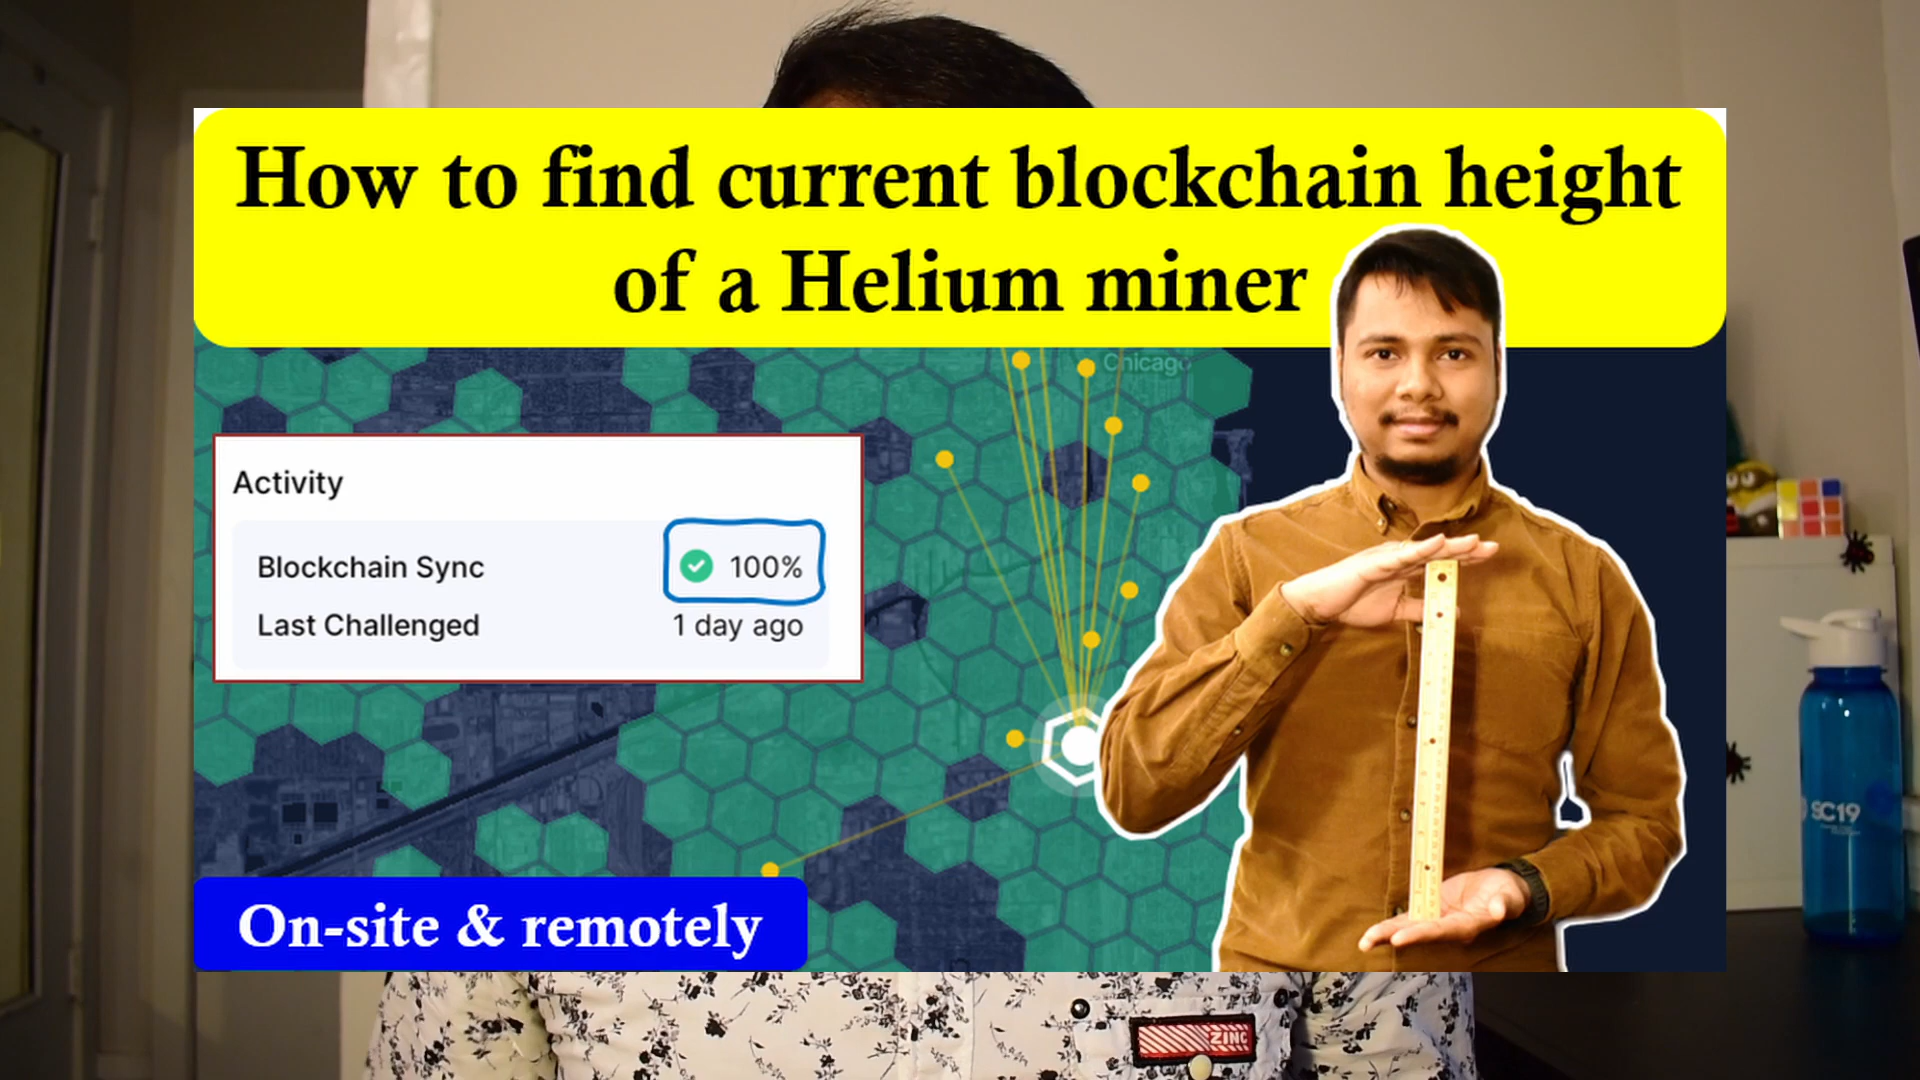 How to find current blockchain height
of a Helium miner
Chicago
Activity
Blockchain Sync 100%
Last Challenged 1 day ago
On-site & remotely
SC19
ZINC